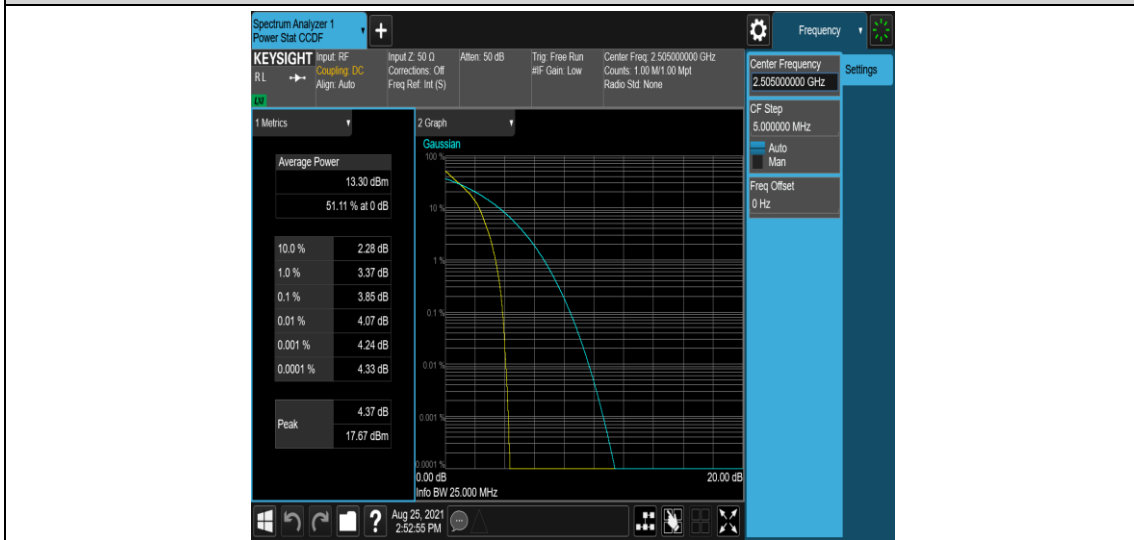 Spectrum Analyzer 1
Power Stat CCDF
+
Frequency
KEYSIGHT
RL
Input: RF
Coupling: DC
Align: Auto
Input Z: 50 Ω
Corrections: Off
Freq Ref: Int (S)
Atten: 50 dB
Trig: Free Run
#IF Gain: Low
Center Freq: 2.505000000 GHz
Counts: 1.00 M/1.00 Mpt
Radio Std: None
Center Frequency
2.505000000 GHz
Settings
CF Step
5.000000 MHz
Auto
Man
Freq Offset
0 Hz
1 Metrics
Average Power
13.30 dBm
51.11 % at 0 dB
10.0 % 2.28 dB
1.0 % 3.37 dB
0.1 % 3.85 dB
0.01 % 4.07 dB
0.001 % 4.24 dB
0.0001 % 4.33 dB
Peak
4.37 dB
17.67 dBm
2 Graph
Gaussian
100 %
10 %
1 %
0.1 %
0.01 %
0.001 %
0.0001 %
0.00 dB 20.00 dB
Info BW 25.000 MHz
?
Aug 25, 2021
2:52:55 PM